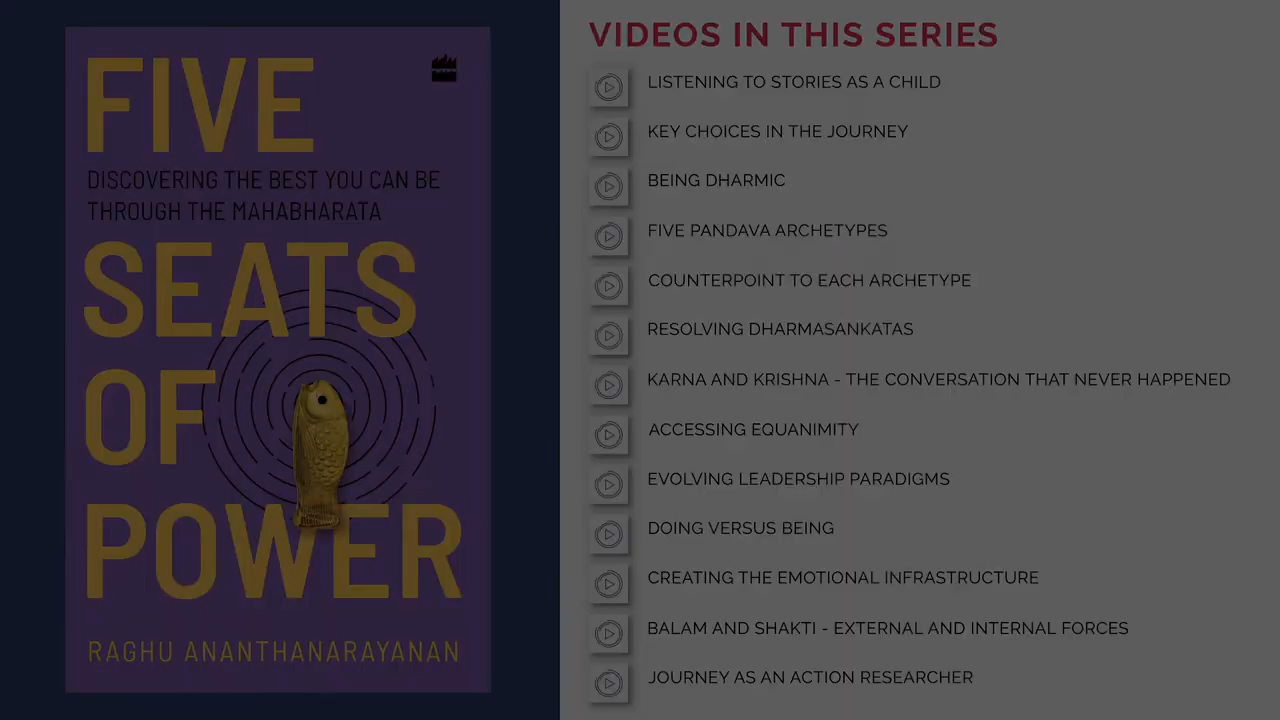 FIVE
DISCOVERING THE BEST YOU CAN BE
THROUGH THE MAHABHARATA
SEATS
OF
POWER
RAGHU ANANTHANARAYANAN
VIDEOS IN THIS SERIES
LISTENING TO STORIES AS A CHILD
KEY CHOICES IN THE JOURNEY
BEING DHARMIC
FIVE PANDAVA ARCHETYPES
COUNTERPOINT TO EACH ARCHETYPE
RESOLVING DHARMASANKATAS
KARNA AND KRISHNA - THE CONVERSATION THAT NEVER HAPPENED
ACCESSING EQUANIMITY
EVOLVING LEADERSHIP PARADIGMS
DOING VERSUS BEING
CREATING THE EMOTIONAL INFRASTRUCTURE
BALAM AND SHAKTI - EXTERNAL AND INTERNAL FORCES
JOURNEY AS AN ACTION RESEARCHER